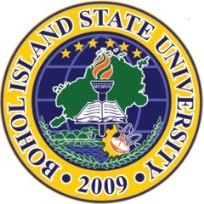 BOHOL ISLAND STATE UNIVERSITY
• 2009 •